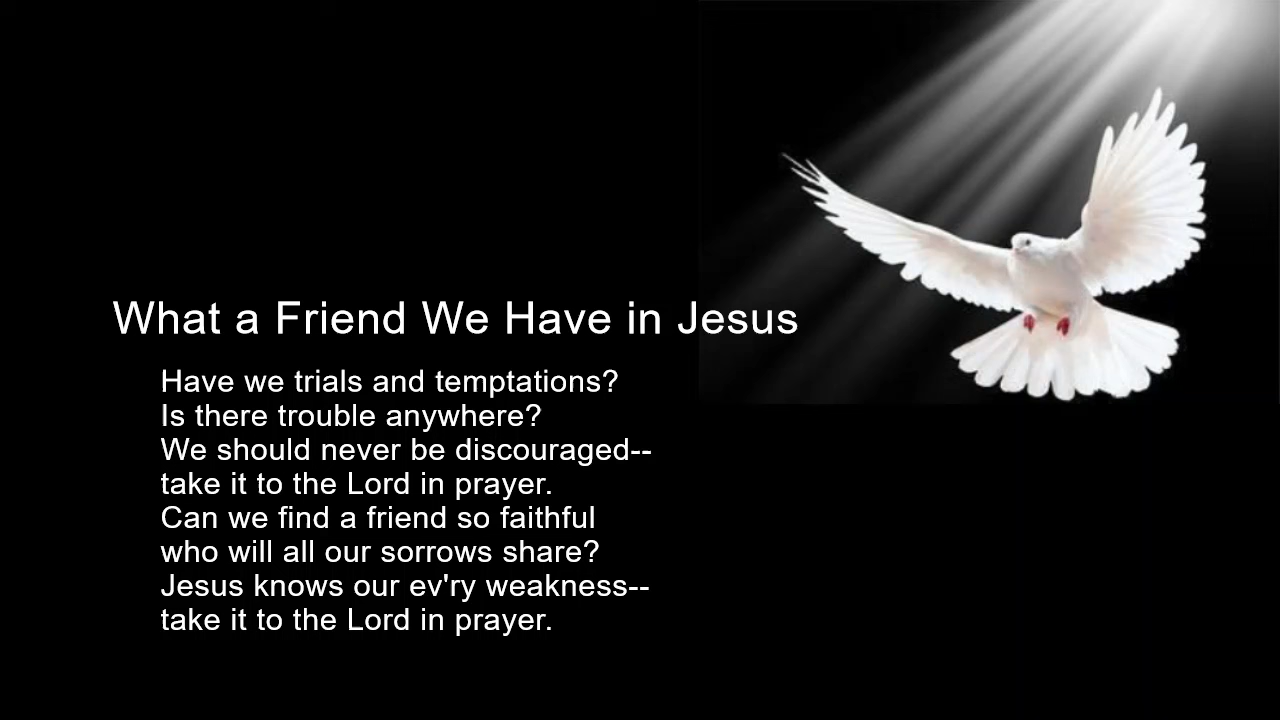 What a Friend We Have in Jesus
Have we trials and temptations?
Is there trouble anywhere?
We should never be discouraged--
take it to the Lord in prayer.
Can we find a friend so faithful
who will all our sorrows share?
Jesus knows our ev'ry weakness--
take it to the Lord in prayer.